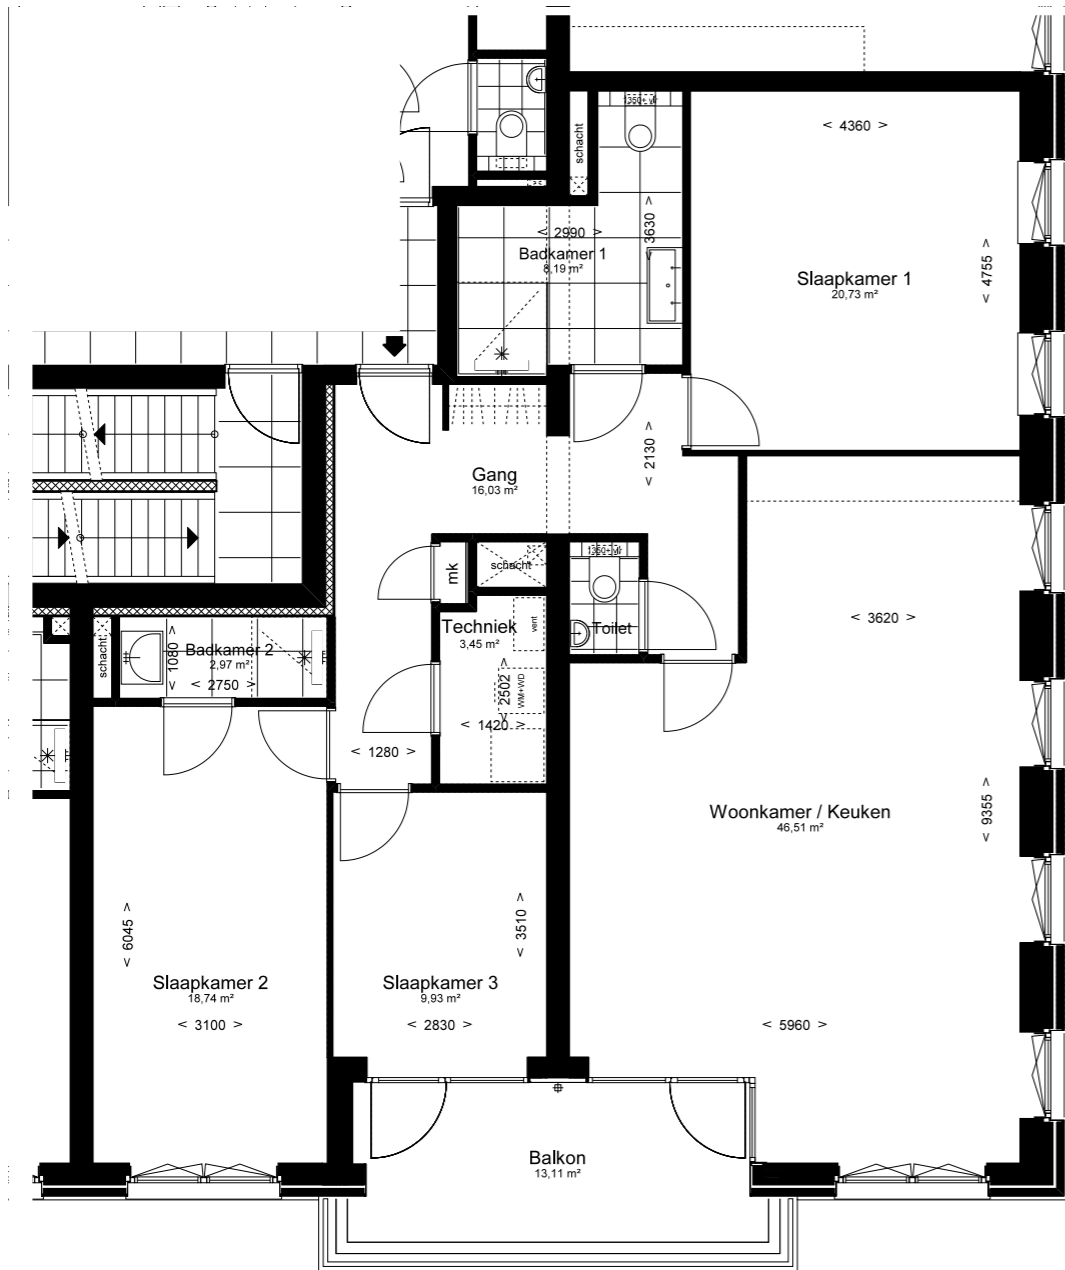 1350+ vlr
schacht
< 4360 >
< 2990 >
< 3630 >
Badkamer 1
8,19 m²
< 4755 >
Slaapkamer 1
20,73 m²
< 2130 >
Gang
16,03 m²
mk
schacht
1350+ vlr
Techniek
3,45 m²
vent
Toilet
< 3620 >
schacht
< 1080 >
Badkamer 2
2,97 m²
< 2750 >
< 2502 >
WM+WD
< 1420 >
< 1280 >
Woonkamer / Keuken
46,51 m²
< 9355 >
< 6045 >
< 3510 >
Slaapkamer 2
18,74 m²
< 3100 >
Slaapkamer 3
9,93 m²
< 2830 >
< 5960 >
Balkon
13,11 m²